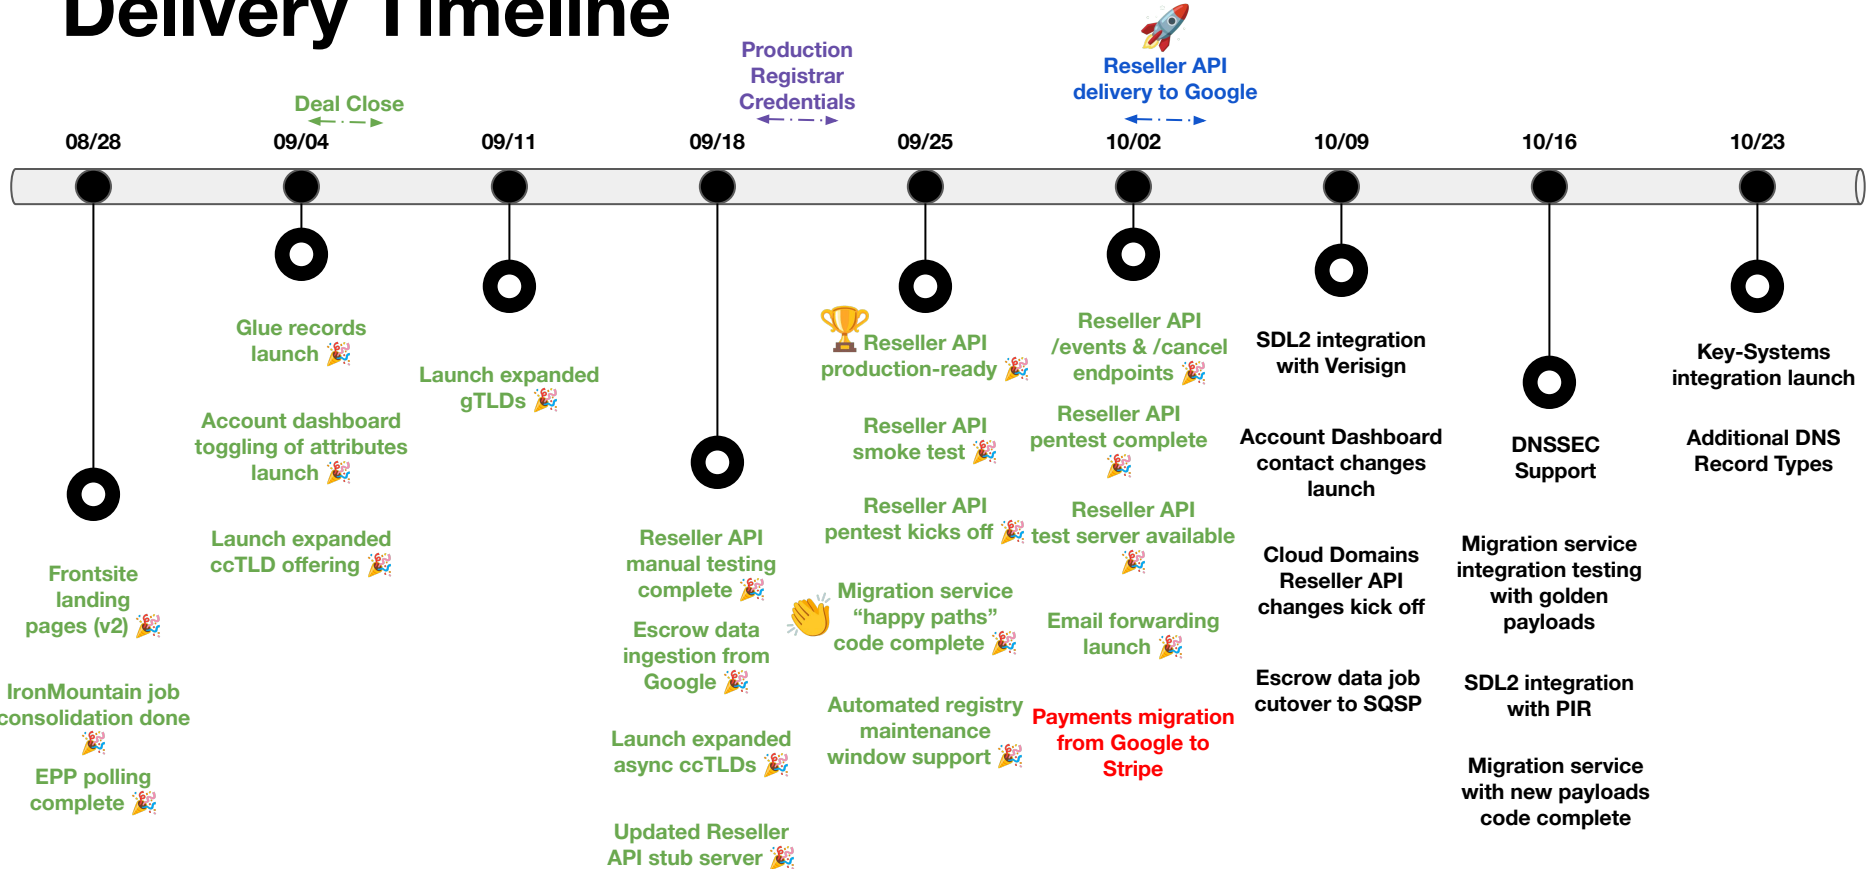 Delivery Timeline
Deal Close
Production
Registrar
Credentials
Reseller API
delivery to Google
08/28
09/04
09/11
09/18
09/25
10/02
10/09
10/16
10/23
Frontsite
landing
pages (v2) 🎉
IronMountain job
consolidation done
🎉
EPP polling
complete 🎉
Glue records
launch 🎉
Account dashboard
toggling of attributes
launch 🎉
Launch expanded
ccTLD offering 🎉
Launch expanded
gTLDs 🎉
Reseller API
manual testing
complete 🎉
Escrow data
ingestion from
Google 🎉
Launch expanded
async ccTLDs 🎉
Updated Reseller
API stub server 🎉
Reseller API
production-ready 🎉
Reseller API
smoke test 🎉
Reseller API
pentest kicks off 🎉
Migration service
“happy paths”
code complete 🎉
Automated registry
maintenance
window support 🎉
Reseller API
/events & /cancel
endpoints 🎉
Reseller API
pentest complete
🎉
Reseller API
test server available
🎉
Email forwarding
launch 🎉
Payments migration
from Google to
Stripe
SDL2 integration
with Verisign
Account Dashboard
contact changes
launch
Cloud Domains
Reseller API
changes kick off
Escrow data job
cutover to SQSP
DNSSEC
Support
Migration service
integration testing
with golden
payloads
SDL2 integration
with PIR
Migration service
with new payloads
code complete
Key-Systems
integration launch
Additional DNS
Record Types